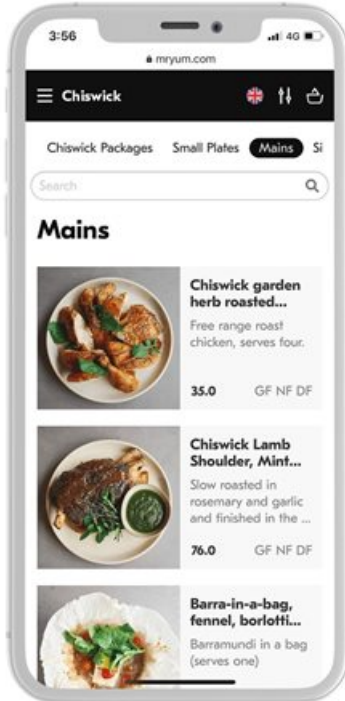 3:56
4G
mryum.com
Chiswick
Chiswick Packages Small Plates Mains Si
Search
Mains
Chiswick garden
herb roasted...
Free range roast
chicken, serves four.
35.0 GF NF DF
Chiswick Lamb
Shoulder, Mint...
Slow roasted in
rosemary and garlic
and finished in the ...
76.0 GF NF DF
Barra-in-a-bag,
fennel, borlotti...
Barramundi in a bag
(serves one)